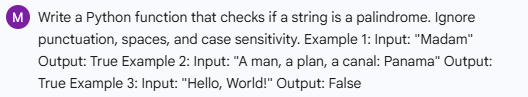 M
Write a Python function that checks if a string is a palindrome. Ignore
punctuation, spaces, and case sensitivity. Example 1: Input: "Madam"
Output: True Example 2: Input: "A man, a plan, a canal: Panama" Output:
True Example 3: Input: "Hello, World!" Output: False